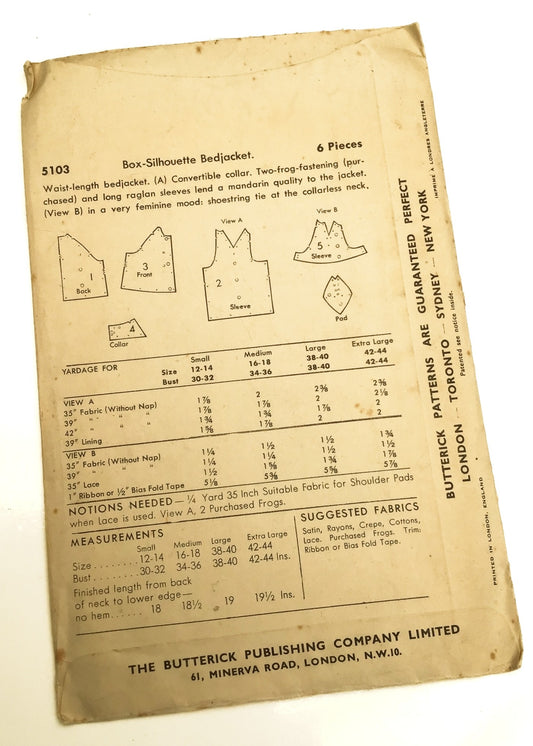 5103 Box-Silhouette Bedjacket. 6 Pieces
Waist-length bedjacket. (A) Convertible collar. Two-frog-fastening (pur-
chased) and long raglan sleeves lend a mandarin quality to the jacket.
(View B) in a very feminine mood: shoestring tie at the collarless neck.
View A
View B
1
Back
3
Front
2
Sleeve
5
Sleeve
4
Collar
Pad
YARDAGE FOR Small Medium Large Extra Large
Size 12-14 16-18 38-40 42-44
Bust 30-32 34-36 38-40 42-44
VIEW A
35" Fabric (Without Nap) 1⅞ 2 2⅜ 2⅜
39" " " " 1⅞ 1⅞ 2 2
42" " " " 1¾ 1¾ 1⅞ 2
39" Lining 1⅝ 1⅞ 2 2
VIEW B
35" Fabric (Without Nap) 1¼ 1½ 1½ 1¾
39" " " " 1¼ 1¼ 1½ 1½
35" Lace 1½ 1⅝ 1¾ 1⅞
1" Ribbon or ½" Bias Fold Tape 5⅛ 5⅜ 5⅝ 5⅞
NOTIONS NEEDED — ¼ Yard 35 Inch Suitable Fabric for Shoulder Pads
when Lace is used. View A, 2 Purchased Frogs.
MEASUREMENTS
Small Medium Large Extra Large
Size ........ 12-14 16-18 38-40 42-44
Bust ........ 30-32 34-36 38-40 42-44 Ins.
Finished length from back
of neck to lower edge—
no hem...... 18 18½ 19 19½ Ins.
SUGGESTED FABRICS
Satin, Rayons, Crepe, Cottons,
Lace. Purchased Frogs. Trim:
Ribbon or Bias Fold Tape.
THE BUTTERICK PUBLISHING COMPANY LIMITED
61, MINERVA ROAD, LONDON, N.W.10.
BUTTERICK PATTERNS ARE GUARANTEED PERFECT
LONDON — TORONTO — SYDNEY — NEW YORK
Patented see notice inside.
PRINTED IN LONDON, ENGLAND
IMPRIMÉ À LONDRES ANGLETERRE